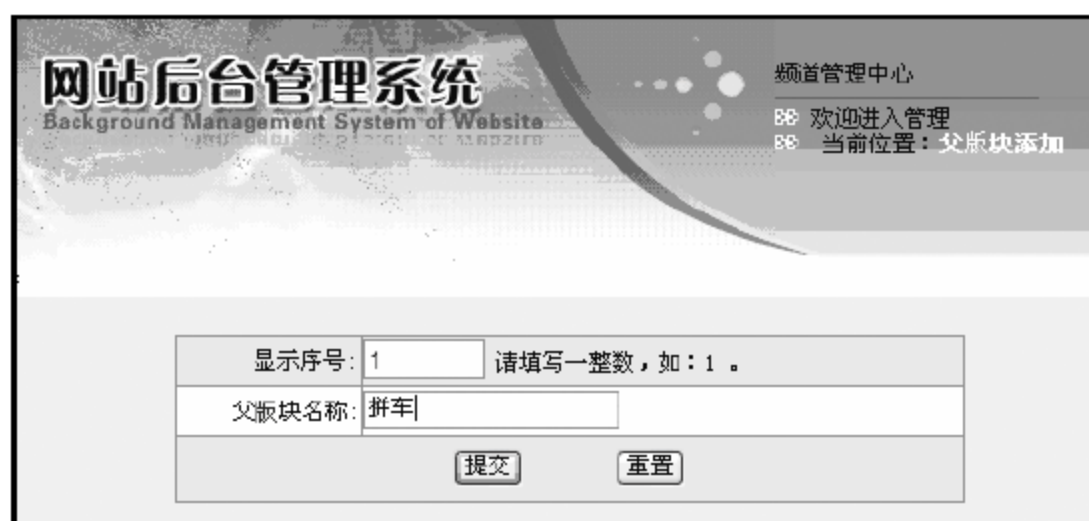 网站后台管理系统
Background Management System of Website
频道管理中心
欢迎进入管理
当前位置：父版块添加
显示序号: 1 请填写一整数，如：1 。
父版块名称: 拼车
提交 重置